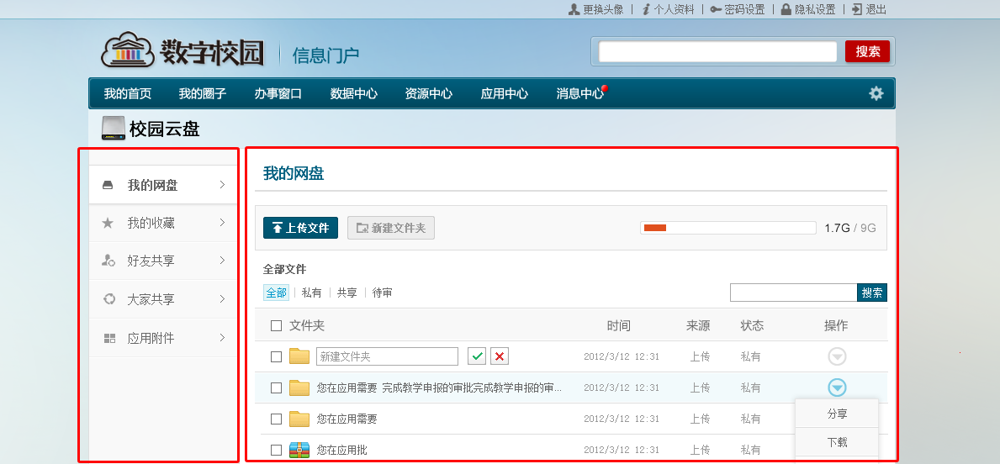 更换头像 | 个人资料 | 密码设置 | 隐私设置 | 退出
数字校园 信息门户
搜索
我的首页 我的圈子 办事窗口 数据中心 资源中心 应用中心 消息中心
校园云盘
我的网盘
我的收藏
好友共享
大家共享
应用附件
我的网盘
上传文件 新建文件夹 1.7G / 9G
全部文件
全部 | 私有 | 共享 | 待审 搜索
文件夹 时间 来源 状态 操作
新建文件夹 2012/3/12 12:31 上传 私有
您在应用需要 完成教学申报的审批完成教学申报的审... 2012/3/12 12:31 上传 私有
您在应用需要 2012/3/12 12:31 上传 私有
您在应用批 2012/3/12 12:31 上传 私有
分享
下载